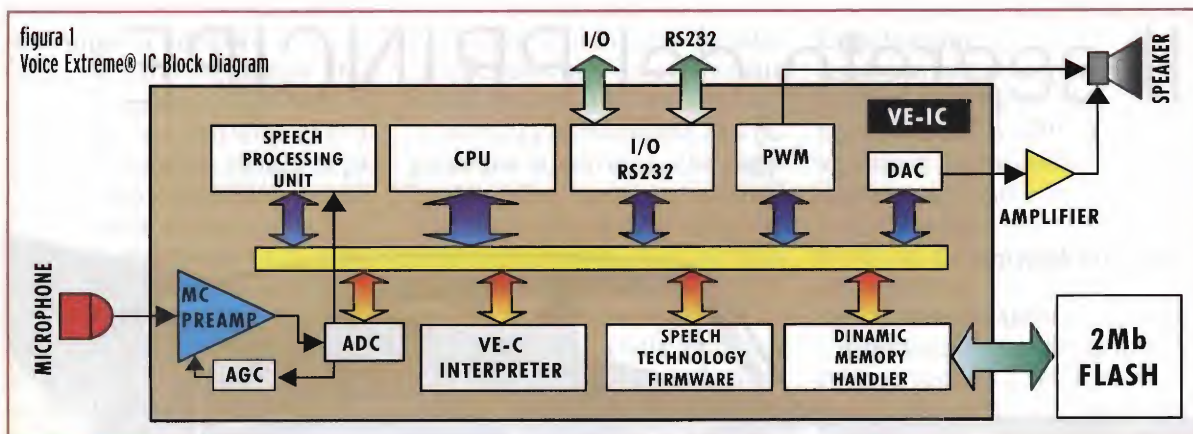 figura 1
Voice Extreme® IC Block Diagram
I/O
RS232
SPEAKER
SPEECH
PROCESSING
UNIT
CPU
I/O
RS232
PWM
VE-IC
DAC
AMPLIFIER
MICROPHONE
MC
PREAMP
AGC
ADC
VE-C
INTERPRETER
SPEECH
TECHNOLOGY
FIRMWARE
DINAMIC
MEMORY
HANDLER
2Mb
FLASH